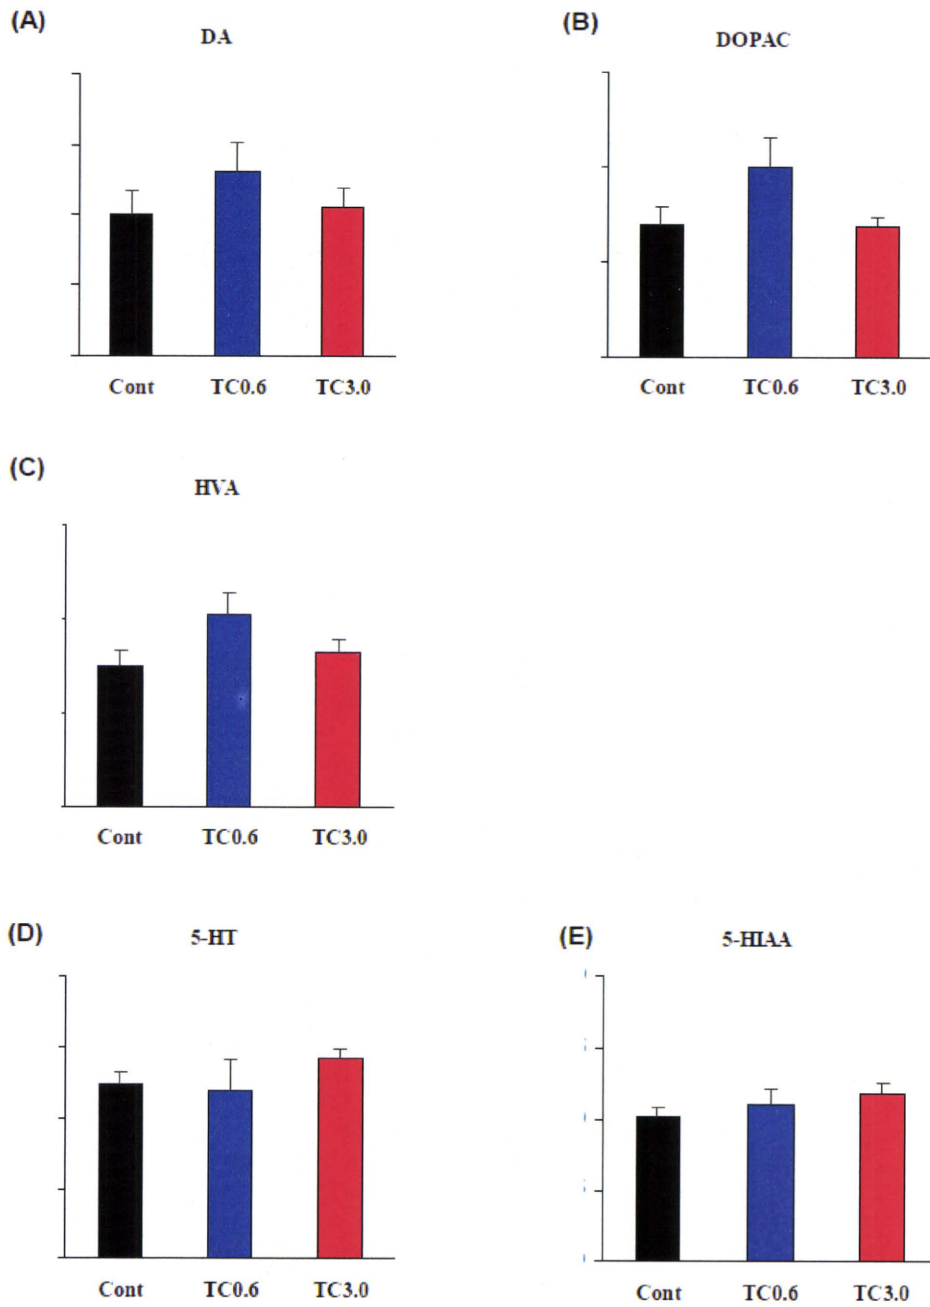 (A)
DA
Cont TC0.6 TC3.0
(B)
DOPAC
Cont TC0.6 TC3.0
(C)
HVA
Cont TC0.6 TC3.0
(D)
5-HT
Cont TC0.6 TC3.0
(E)
5-HIAA
Cont TC0.6 TC3.0